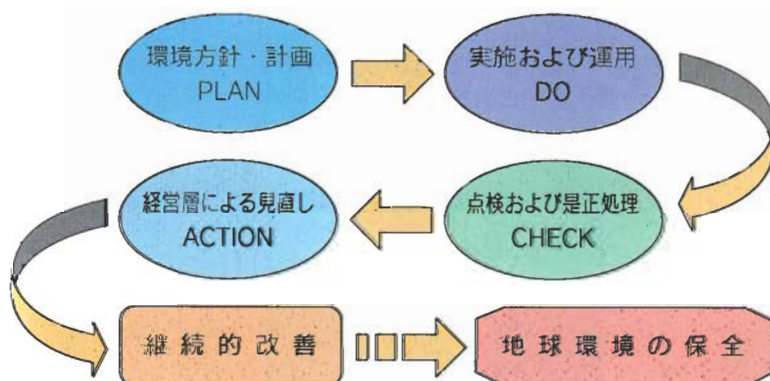 環境方針・計画
PLAN
実施および運用
DO
点検および是正処理
CHECK
経営層による見直し
ACTION
継続的改善
地球環境の保全